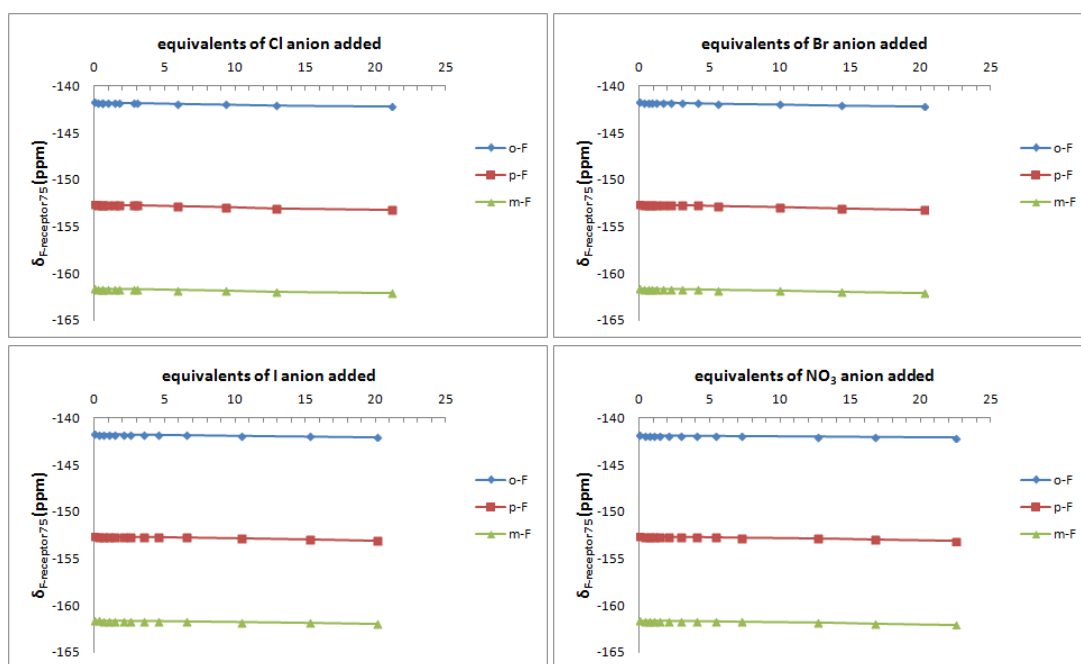 equivalents of Cl anion added
0 5 10 15 20 25
-140
-145
-150
-155
-160
-165
δF-receptor75 (ppm)
o-F
p-F
m-F
equivalents of Br anion added
0 5 10 15 20 25
-140
-145
-150
-155
-160
-165
δF-receptor75 (ppm)
o-F
p-F
m-F
equivalents of I anion added
0 5 10 15 20 25
-140
-145
-150
-155
-160
-165
δF-receptor75 (ppm)
o-F
p-F
m-F
equivalents of NO₃ anion added
0 5 10 15 20 25
-140
-145
-150
-155
-160
-165
δF-receptor75 (ppm)
o-F
p-F
m-F